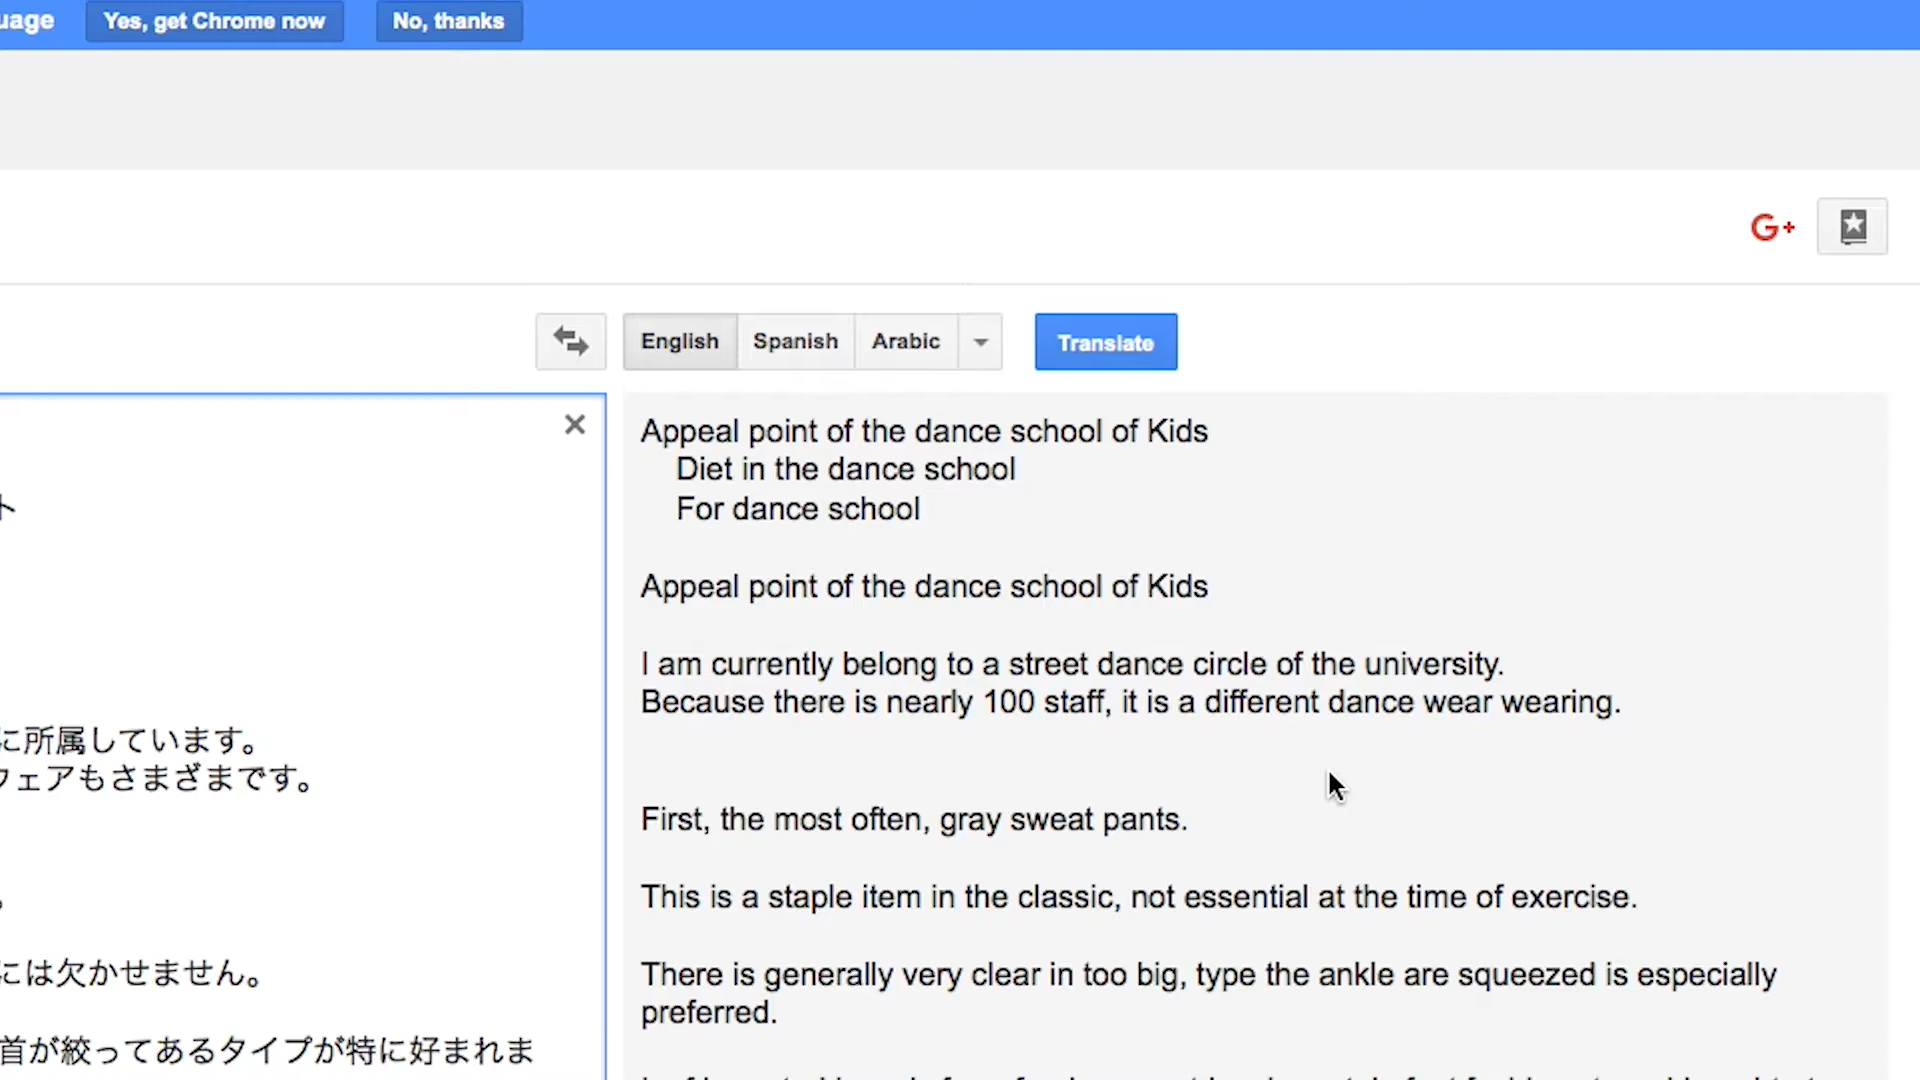 uage
Yes, get Chrome now
No, thanks
G+
English
Spanish
Arabic
Translate
ト
に所属しています。
ウェアもさまざまです。
。
には欠かせません。
首が絞ってあるタイプが特に好まれま
Appeal point of the dance school of Kids
Diet in the dance school
For dance school
Appeal point of the dance school of Kids
I am currently belong to a street dance circle of the university.
Because there is nearly 100 staff, it is a different dance wear wearing.
First, the most often, gray sweat pants.
This is a staple item in the classic, not essential at the time of exercise.
There is generally very clear in too big, type the ankle are squeezed is especially
preferred.